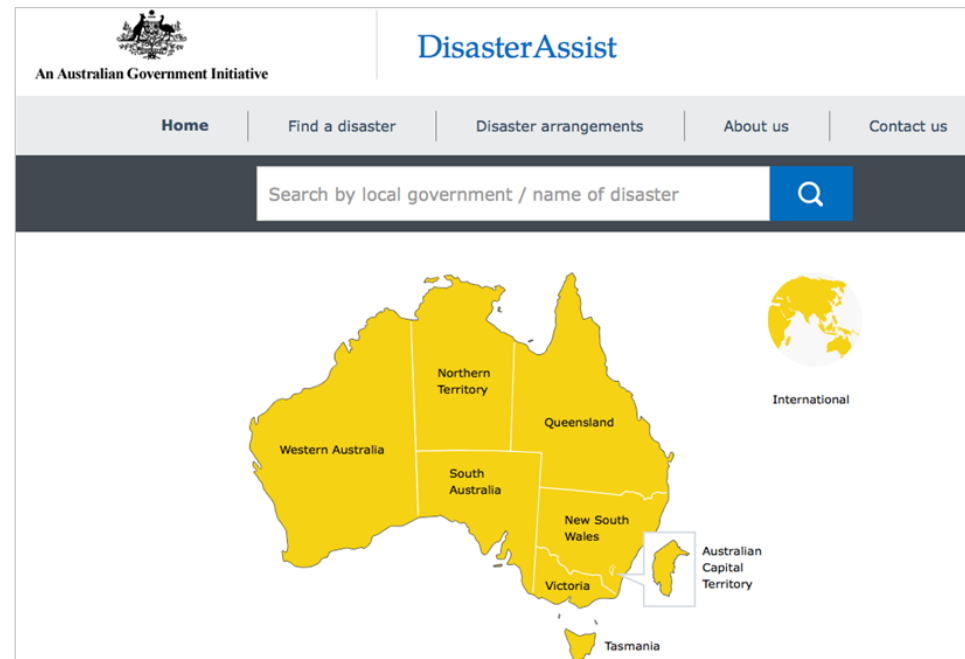 An Australian Government Initiative
DisasterAssist
Home
Find a disaster
Disaster arrangements
About us
Contact us
Search by local government / name of disaster
Northern
Territory
International
Queensland
Western Australia
South
Australia
New South
Wales
Australian
Capital
Territory
Victoria
Tasmania